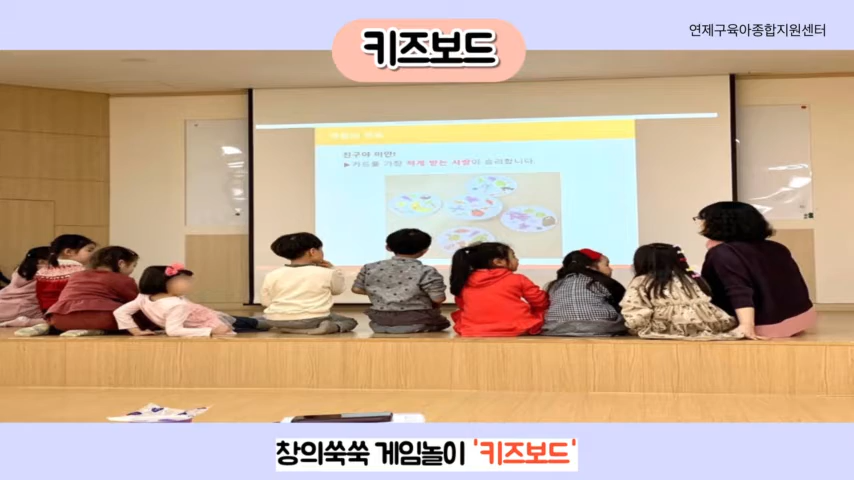 키즈보드
연제구육아종합지원센터
친구야 미안!
▶카드를 가장 적게 받는 사람이 승리합니다.
창의쑥쑥 게임놀이 '키즈보드'